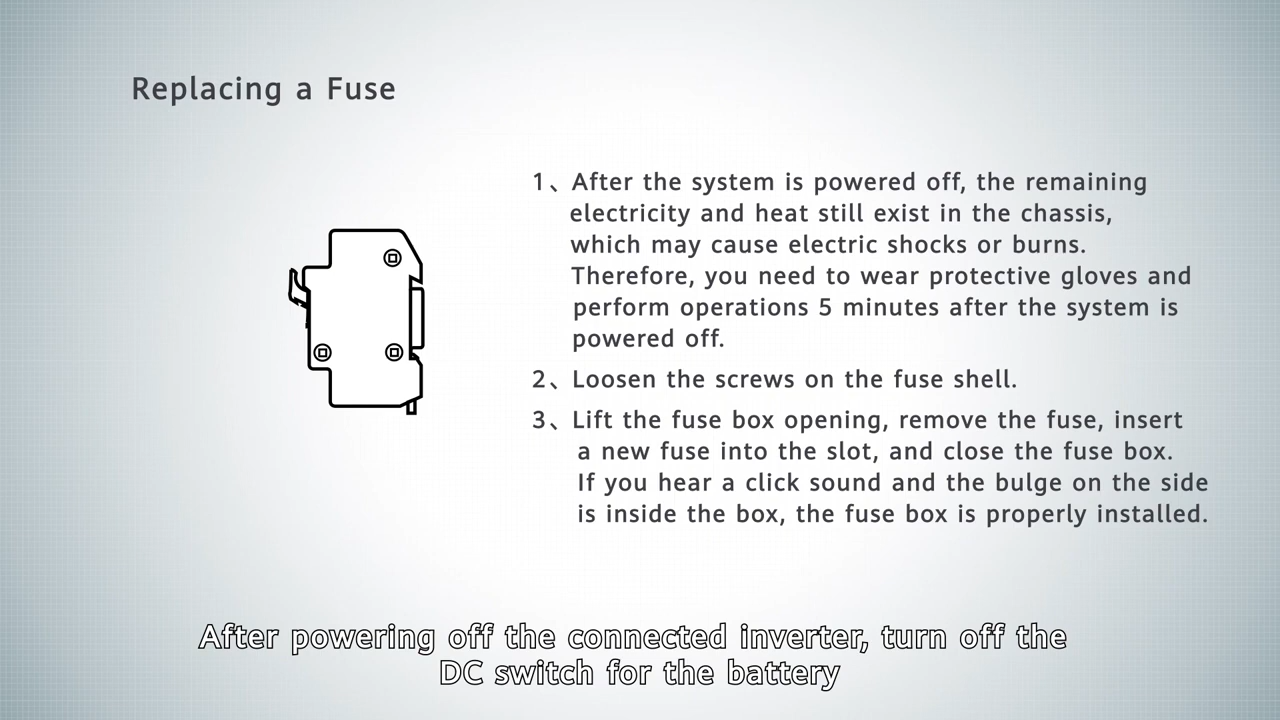 Replacing a Fuse
1、After the system is powered off, the remaining
electricity and heat still exist in the chassis,
which may cause electric shocks or burns.
Therefore, you need to wear protective gloves and
perform operations 5 minutes after the system is
powered off.
2、Loosen the screws on the fuse shell.
3、Lift the fuse box opening, remove the fuse, insert
a new fuse into the slot, and close the fuse box.
If you hear a click sound and the bulge on the side
is inside the box, the fuse box is properly installed.
After powering off the connected inverter, turn off the
DC switch for the battery